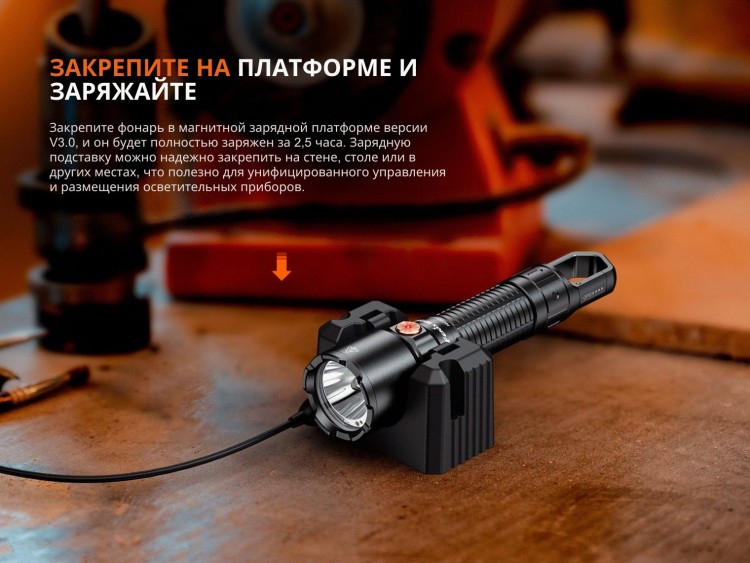 ЗАКРЕПИТЕ НА ПЛАТФОРМЕ И
ЗАРЯЖАЙТЕ
Закрепите фонарь в магнитной зарядной платформе версии
V3.0, и он будет полностью заряжен за 2,5 часа. Зарядную
подставку можно надежно закрепить на стене, столе или в
других местах, что полезно для унифицированного управления
и размещения осветительных приборов.